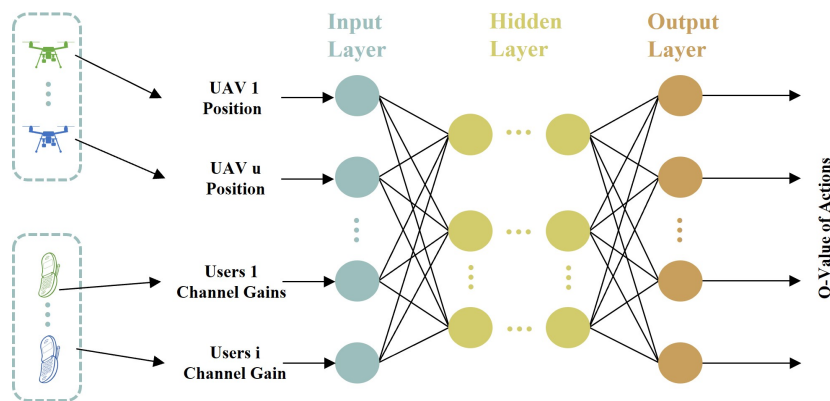 Input
Layer
Hidden
Layer
Output
Layer
UAV 1
Position
UAV u
Position
Users 1
Channel Gains
Users i
Channel Gain
Q-Value of Actions